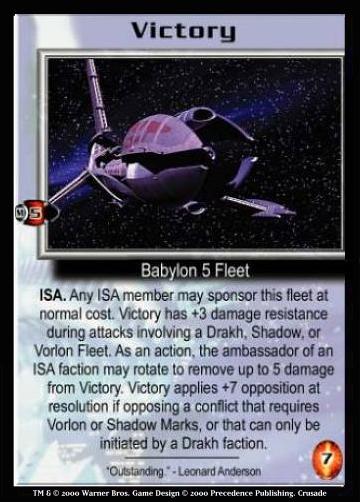 Victory
M 5
Babylon 5 Fleet
ISA. Any ISA member may sponsor this fleet at
normal cost. Victory has +3 damage resistance
during attacks involving a Drakh, Shadow, or
Vorlon Fleet. As an action, the ambassador of an
ISA faction may rotate to remove up to 5 damage
from Victory. Victory applies +7 opposition at
resolution if opposing a conflict that requires
Vorlon or Shadow Marks, or that can only be
initiated by a Drakh faction.
"Outstanding." - Leonard Anderson
7
TM & © 2000 Warner Bros. Game Design © 2000 Precedence Publishing. Crusade